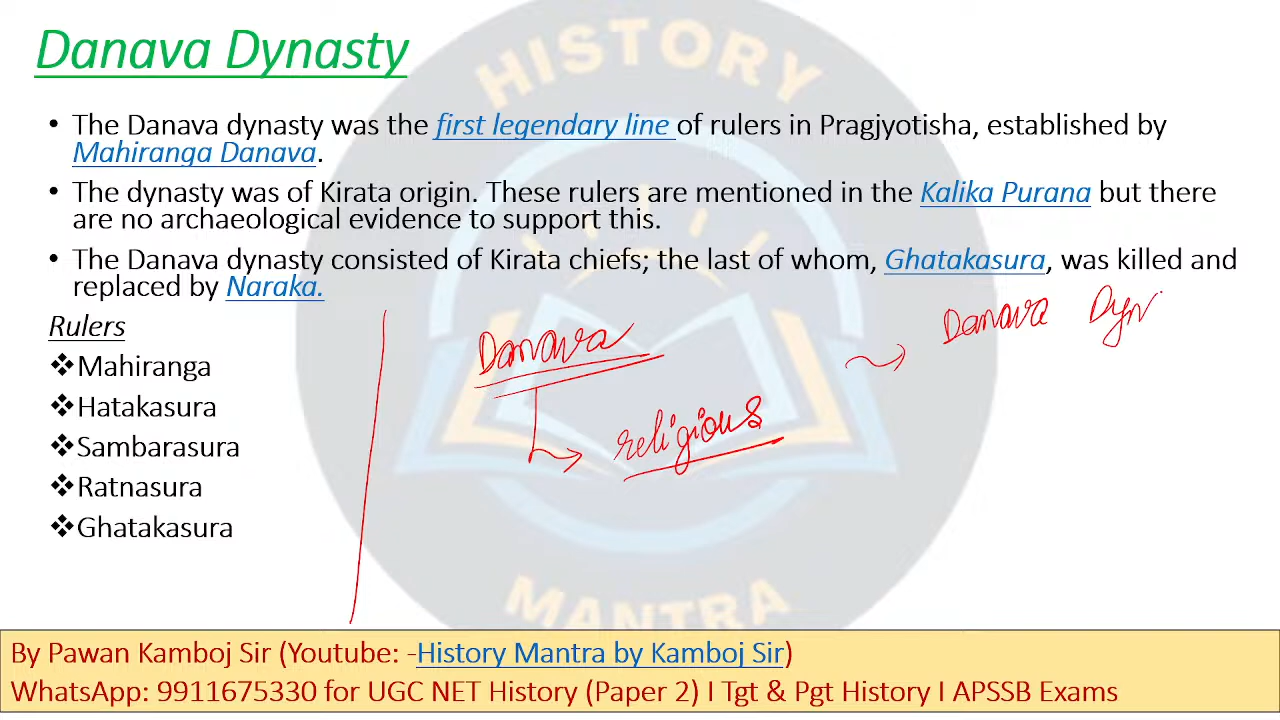 Danava Dynasty
HISTORY
• The Danava dynasty was the first legendary line of rulers in Pragjyotisha, established by
Mahiranga Danava.
• The dynasty was of Kirata origin. These rulers are mentioned in the Kalika Purana but there
are no archaeological evidence to support this.
• The Danava dynasty consisted of Kirata chiefs; the last of whom, Ghatakasura, was killed and
replaced by Naraka.
Rulers
❖Mahiranga
❖Hatakasura
❖Sambarasura
❖Ratnasura
❖Ghatakasura
Danava
religious
Danava Dyn
MANTRA
By Pawan Kamboj Sir (Youtube: -History Mantra by Kamboj Sir)
WhatsApp: 9911675330 for UGC NET History (Paper 2) I Tgt & Pgt History I APSSB Exams